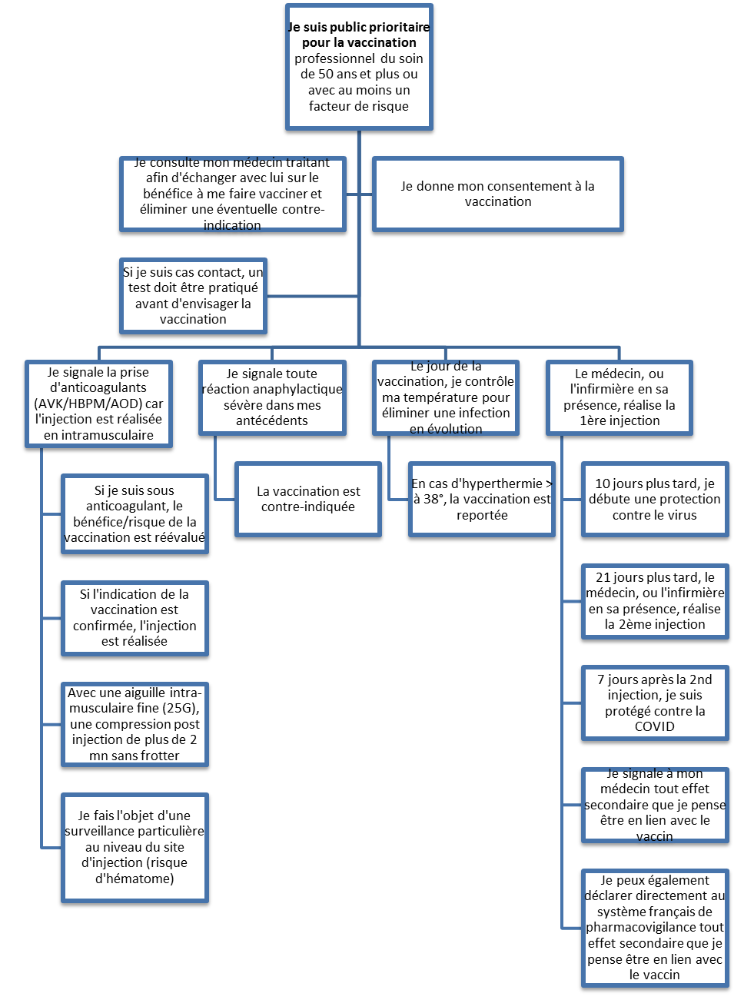 Je suis public prioritaire
pour la vaccination
professionnel du soin
de 50 ans et plus ou
avec au moins un
facteur de risque
Je consulte mon médecin traitant
afin d'échanger avec lui sur le
bénéfice à me faire vacciner et
éliminer une éventuelle contre-
indication
Je donne mon consentement à la
vaccination
Si je suis cas contact, un
test doit être pratiqué
avant d'envisager la
vaccination
Je signale la prise
d'anticoagulants
(AVK/HBPM/AOD) car
l'injection est réalisée
en intramusculaire
Si je suis sous
anticoagulant, le
bénéfice/risque de la
vaccination est réévalué
Si l'indication de la
vaccination est
confirmée, l'injection
est réalisée
Avec une aiguille intra-
musculaire fine (25G),
une compression post
injection de plus de 2
mn sans frotter
Je fais l'objet d'une
surveillance particulière
au niveau du site
d'injection (risque
d'hématome)
Je signale toute
réaction anaphylactique
sévère dans mes
antécédents
La vaccination est
contre-indiquée
Le jour de la
vaccination, je contrôle
ma température pour
éliminer une infection
en évolution
En cas d'hyperthermie >
à 38°, la vaccination est
reportée
Le médecin, ou
l'infirmière en sa
présence, réalise la
1ère injection
10 jours plus tard, je
débute une protection
contre le virus
21 jours plus tard, le
médecin, ou l'infirmière
en sa présence, réalise
la 2ème injection
7 jours après la 2nd
injection, je suis
protégé contre la
COVID
Je signale à mon
médecin tout effet
secondaire que je pense
être en lien avec le
vaccin
Je peux également
déclarer directement au
système français de
pharmacovigilance tout
effet secondaire que je
pense être en lien avec
le vaccin